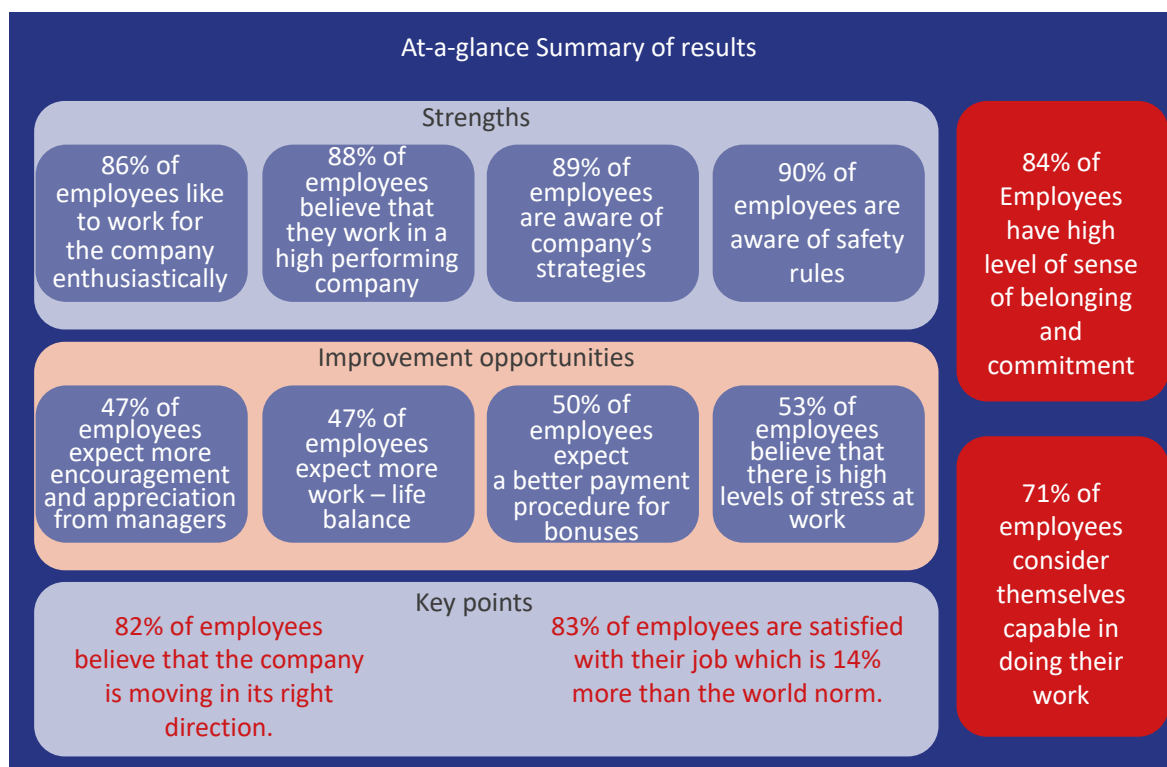 At-a-glance Summary of results
Strengths
86% of
employees like
to work for
the company
enthusiastically
88% of
employees
believe that
they work in a
high performing
company
89% of
employees
are aware of
company’s
strategies
90% of
employees are
aware of safety
rules
Improvement opportunities
47% of
employees
expect more
encouragement
and appreciation
from managers
47% of
employees
expect more
work – life
balance
50% of
employees
expect
a better payment
procedure for
bonuses
53% of
employees
believe that
there is high
levels of stress at
work
Key points
82% of employees
believe that the company
is moving in its right
direction.
83% of employees are satisfied
with their job which is 14%
more than the world norm.
84% of
Employees
have high
level of sense
of belonging
and
commitment
71% of
employees
consider
themselves
capable in
doing their
work